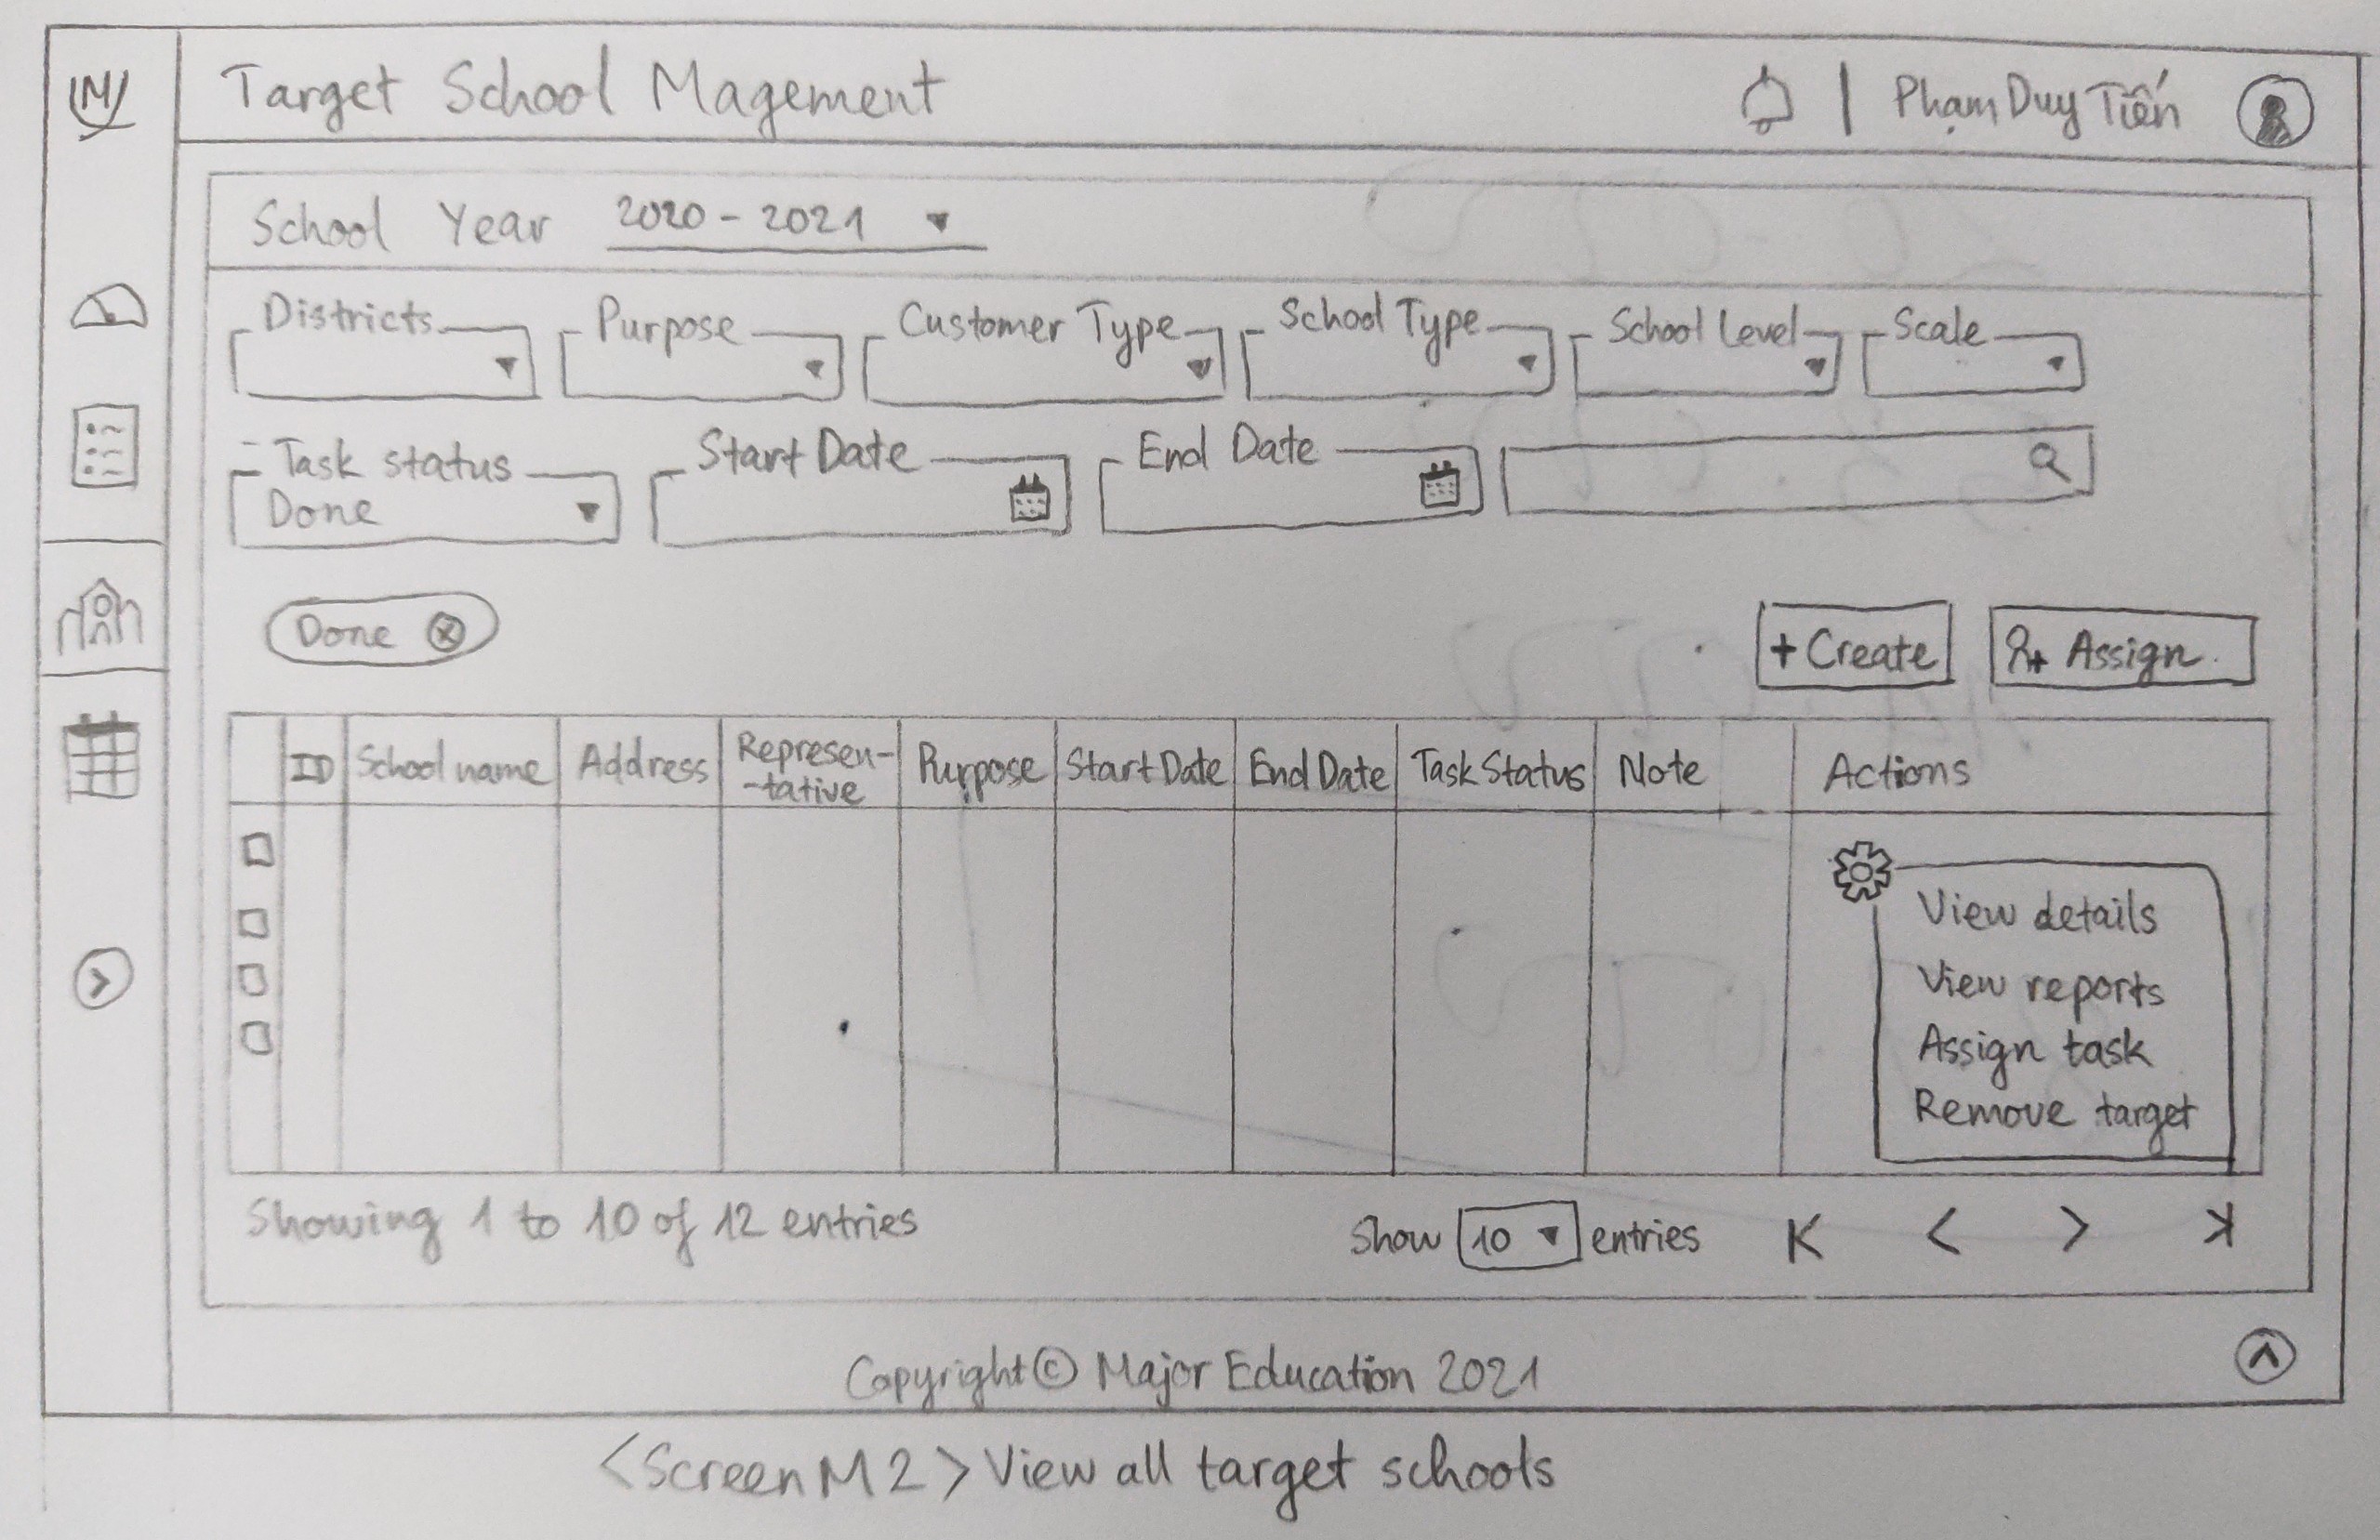 M
Target School Magement
| Phạm Duy Tiến
School Year 2020 - 2021
Districts Purpose Customer Type School Type School Level Scale
Task status Start Date End Date
Done
Done
+ Create Assign
ID School name Address Represen- Purpose Start Date End Date Task Status Note Actions
-tative
View details
View reports
Assign task
Remove target
Showing 1 to 10 of 12 entries Show 10 entries K < > >|
Copyright © Major Education 2021
<Screen M2> View all target schools